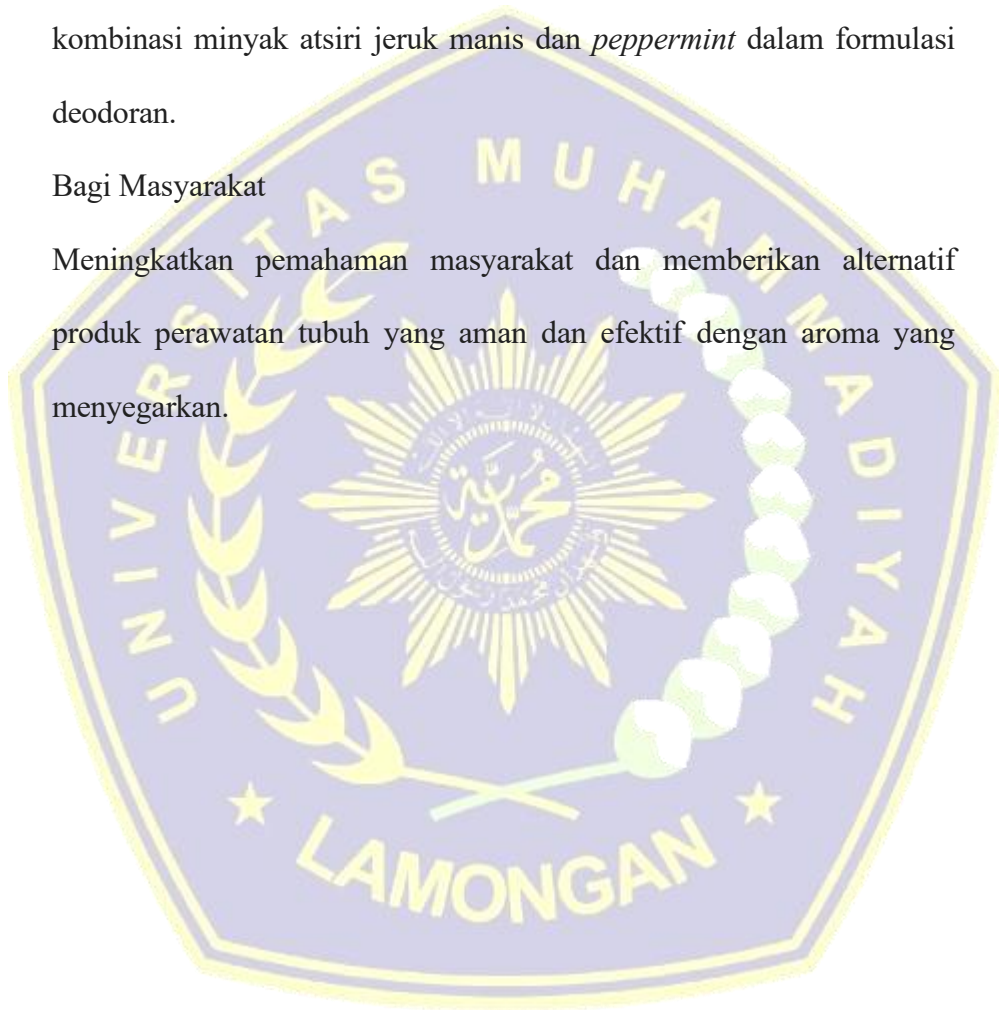 kombinasi minyak atsiri jeruk manis dan peppermint dalam formulasi
deodoran.
Bagi Masyarakat
Meningkatkan pemahaman masyarakat dan memberikan alternatif
produk perawatan tubuh yang aman dan efektif dengan aroma yang
menyegarkan.
UNIVERSITAS MUHAMMADIYAH
محمدية
LAMONGAN